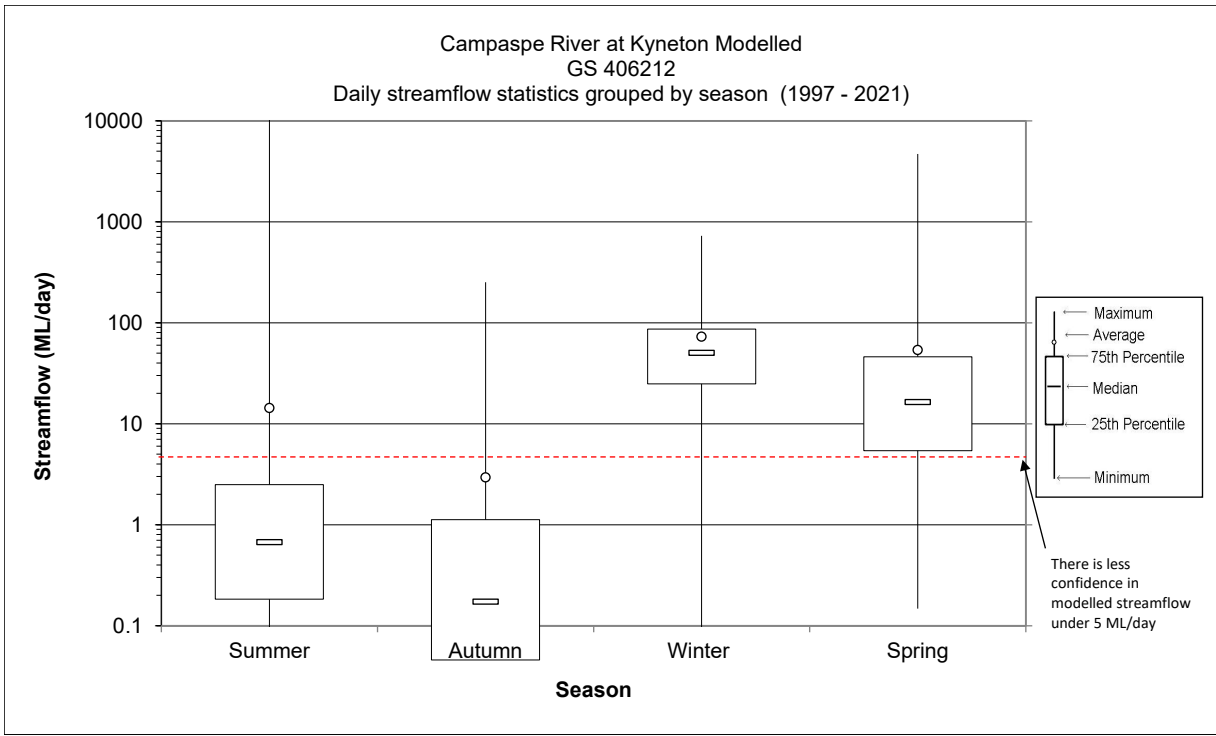 Campaspe River at Kyneton Modelled
GS 406212
Daily streamflow statistics grouped by season (1997 - 2021)
10000
1000
100
10
1
0.1
Streamflow (ML/day)
Summer
Autumn
Winter
Spring
Season
Maximum
Average
75th Percentile
Median
25th Percentile
Minimum
There is less
confidence in
modelled streamflow
under 5 ML/day